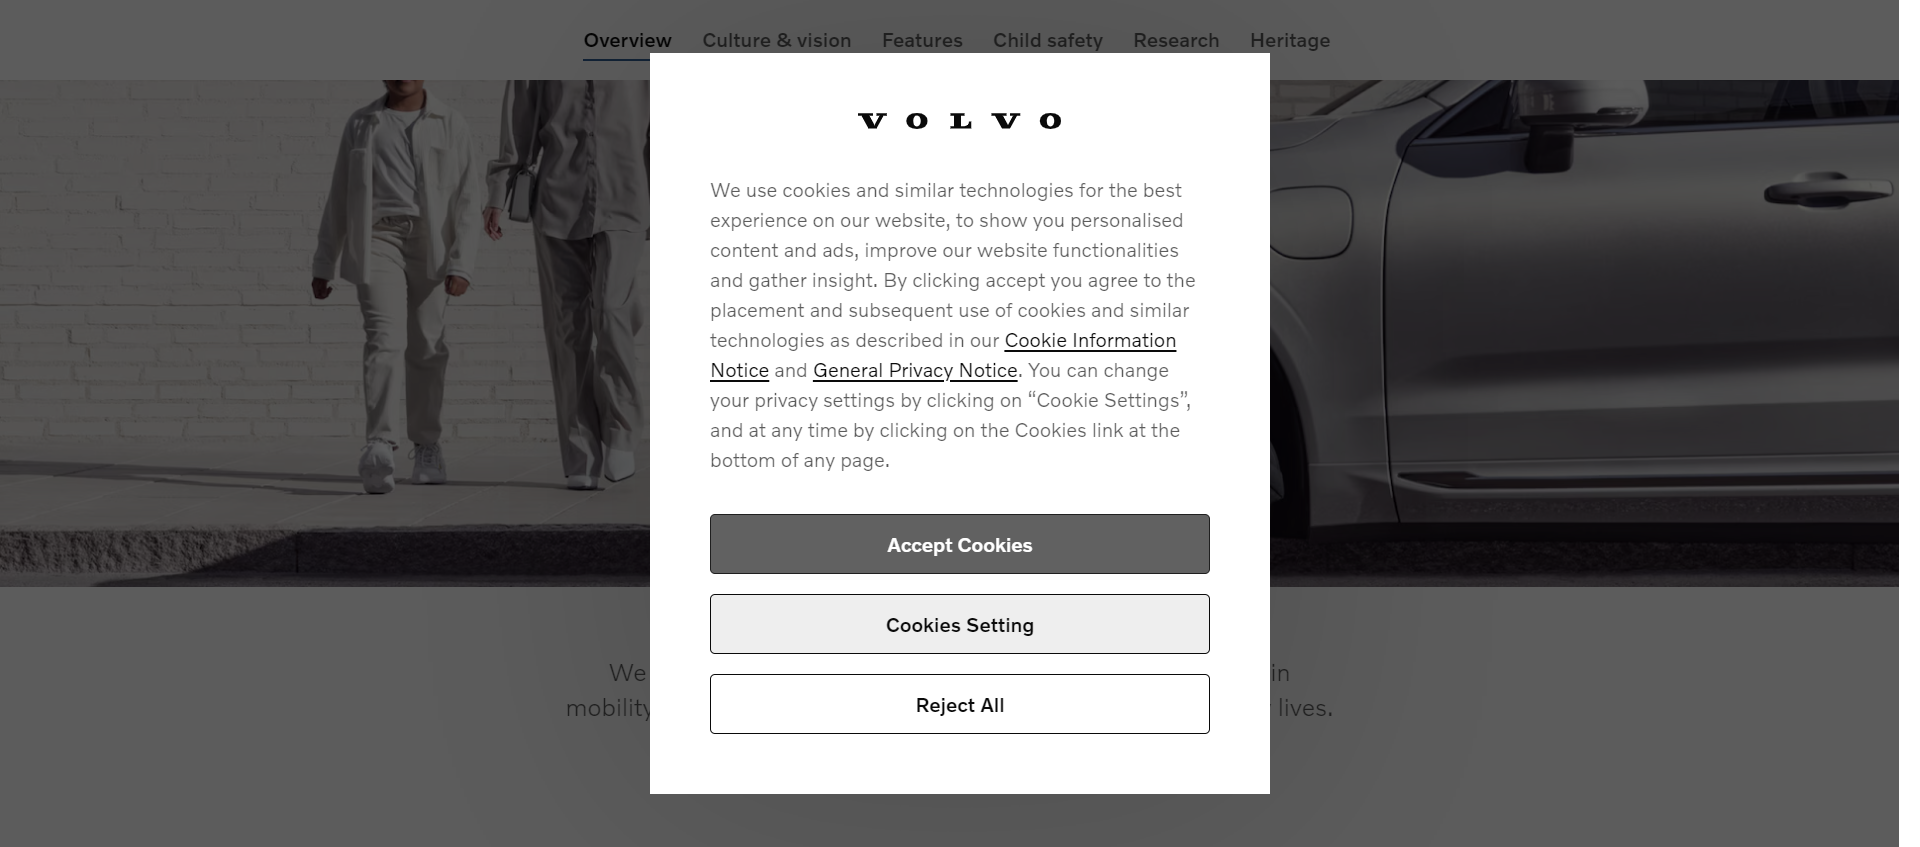 Overview Culture & vision Features Child safety Research Heritage
VOLVO
We use cookies and similar technologies for the best
experience on our website, to show you personalised
content and ads, improve our website functionalities
and gather insight. By clicking accept you agree to the
placement and subsequent use of cookies and similar
technologies as described in our Cookie Information
Notice and General Privacy Notice. You can change
your privacy settings by clicking on “Cookie Settings”,
and at any time by clicking on the Cookies link at the
bottom of any page.
Accept Cookies
Cookies Setting
Reject All
We in
mobility lives.